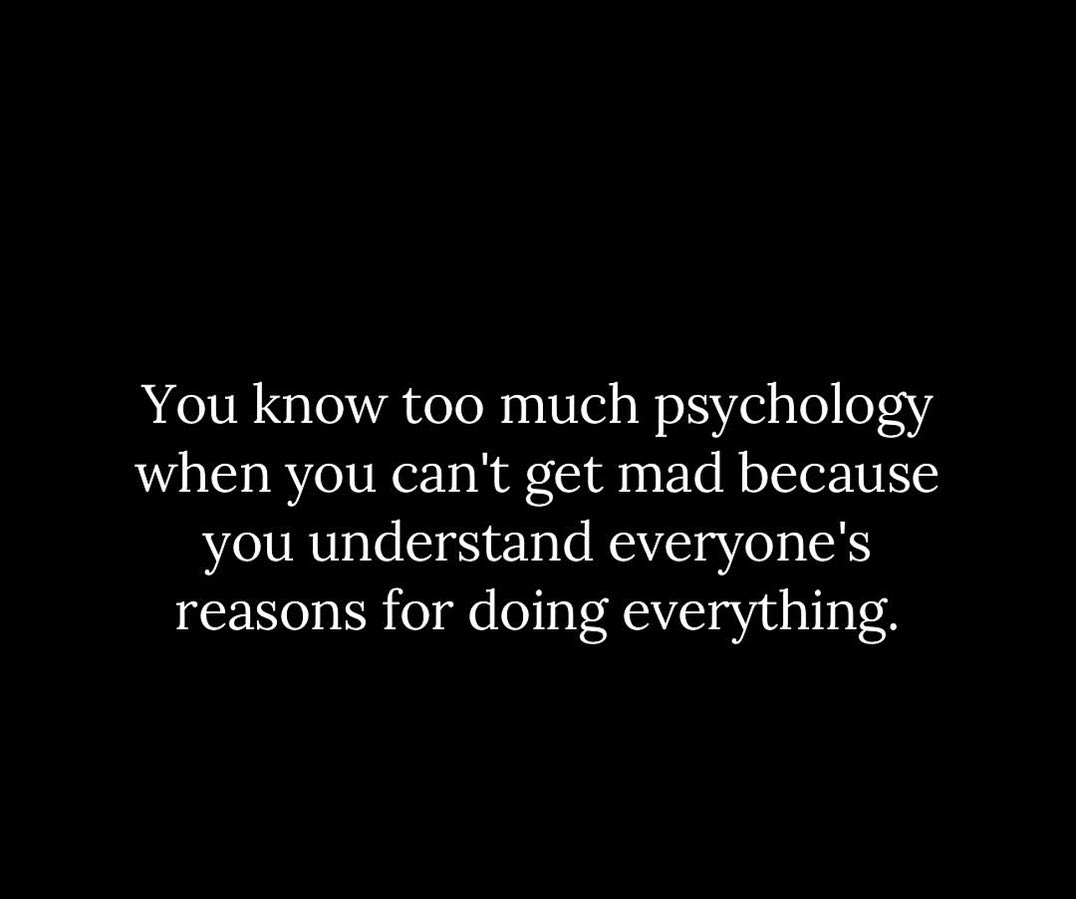 You know too much psychology
when you can't get mad because
you understand everyone's
reasons for doing everything.